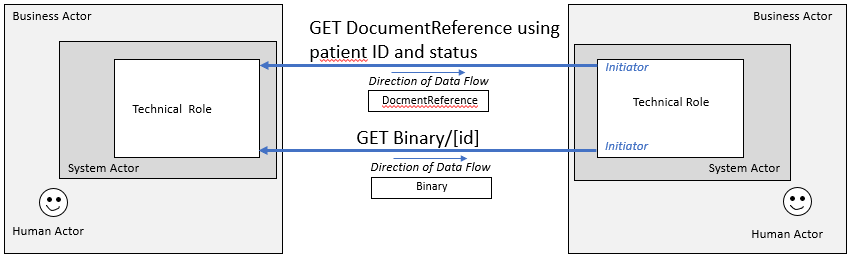 Business Actor
GET DocumentReference using
patient ID and status
Business Actor
Initiator
Direction of Data Flow
DocmentReference
Technical Role
Technical Role
GET Binary/[id]
Initiator
Direction of Data Flow
System Actor
System Actor
Binary
Human Actor
Human Actor